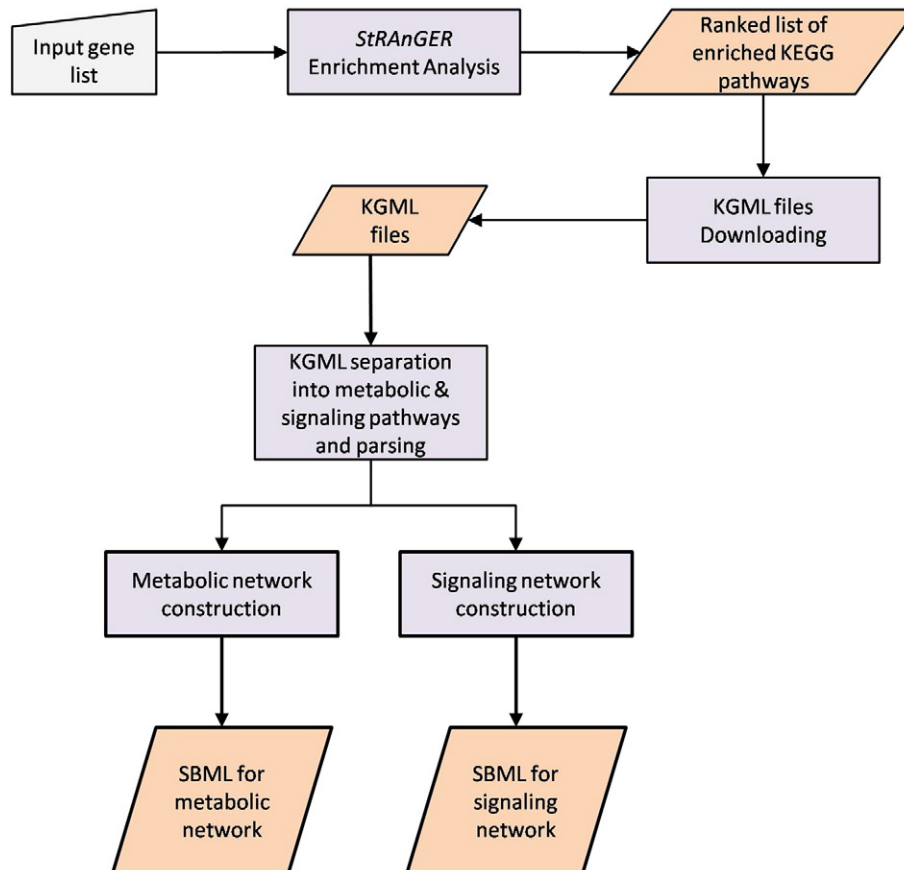 Input gene
list
StRAnGER
Enrichment Analysis
Ranked list of
enriched KEGG
pathways
KGML files
Downloading
KGML
files
KGML separation
into metabolic &
signaling pathways
and parsing
Metabolic network
construction
Signaling network
construction
SBML for
metabolic
network
SBML for
signaling
network